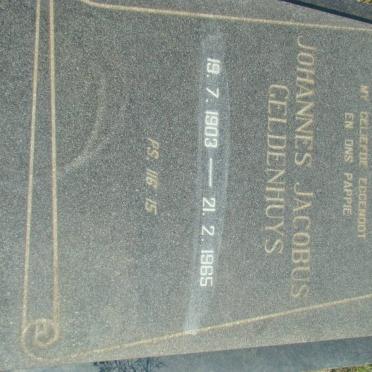 MY GELIEFDE EGGENOOT
EN ONS PAPPIE
JOHANNES JACOBUS
GELDENHUYS
19. 7. 1903 — 21. 2. 1985
PS. 116:15